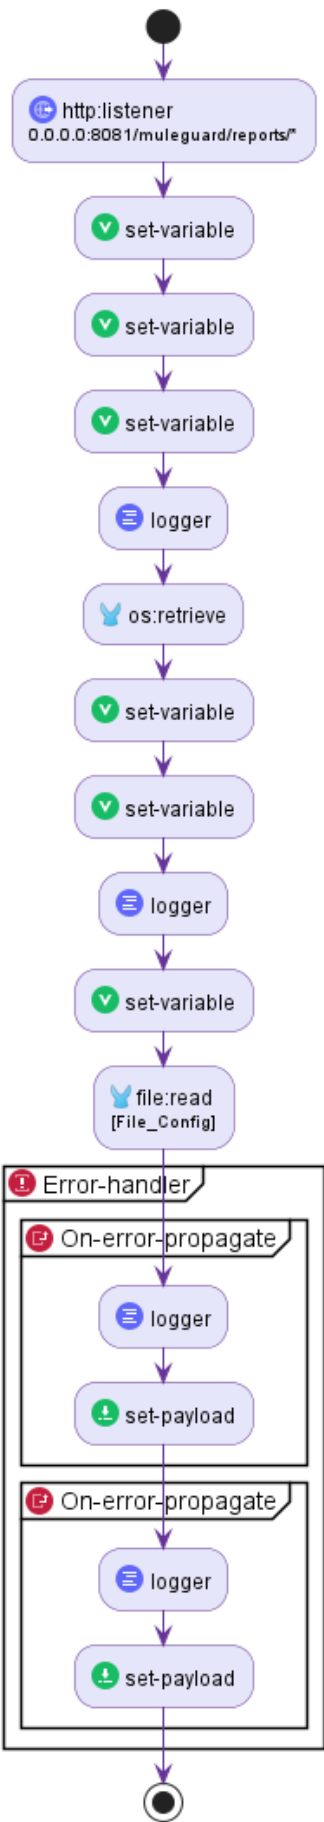 http:listener
0.0.0.0:8081/muleguard/reports/*
set-variable
set-variable
set-variable
logger
os:retrieve
set-variable
set-variable
logger
set-variable
file:read
[File_Config]
Error-handler
On-error-propagate
logger
set-payload
On-error-propagate
logger
set-payload